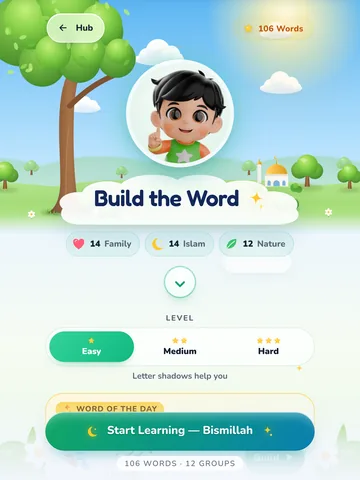 ← Hub
106 Words
Build the Word
14 Family
14 Islam
12 Nature
LEVEL
Easy
Medium
Hard
Letter shadows help you
WORD OF THE DAY
Start Learning — Bismillah
106 WORDS · 12 GROUPS